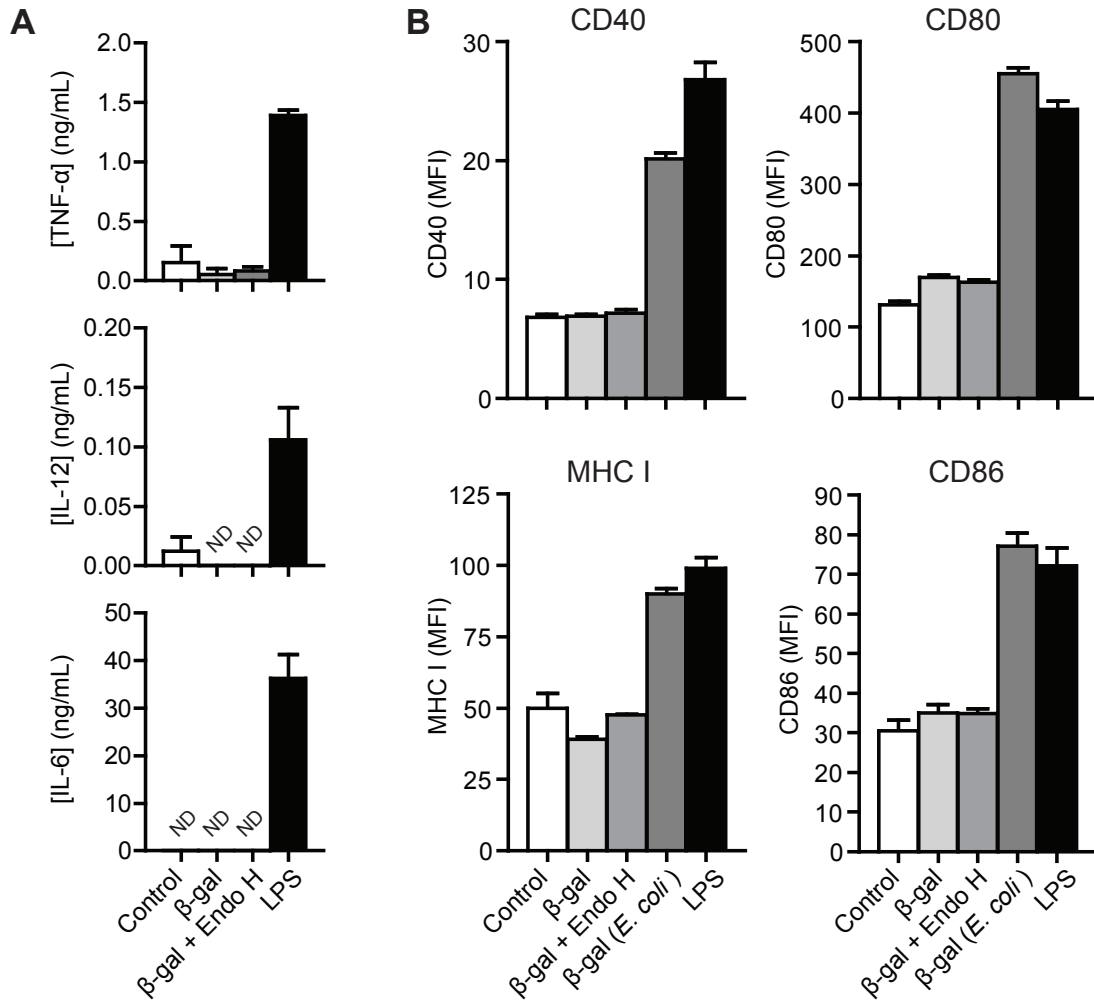 A
[TNF-α] (ng/mL)
2.0
1.5
1.0
0.5
0.0
[IL-12] (ng/mL)
0.20
0.15
0.10
0.05
0.00
ND
ND
[IL-6] (ng/mL)
50
40
30
20
10
0
ND
ND
ND
Control
β-gal
β-gal + Endo H
LPS
B
CD40
CD40 (MFI)
30
20
10
0
CD80
CD80 (MFI)
500
400
300
200
100
0
MHC I
MHC I (MFI)
125
100
75
50
25
0
Control
β-gal
β-gal + Endo H
β-gal (E. coli )
LPS
CD86
CD86 (MFI)
90
80
70
60
50
40
30
20
10
0
Control
β-gal
β-gal + Endo H
β-gal (E. coli )
LPS